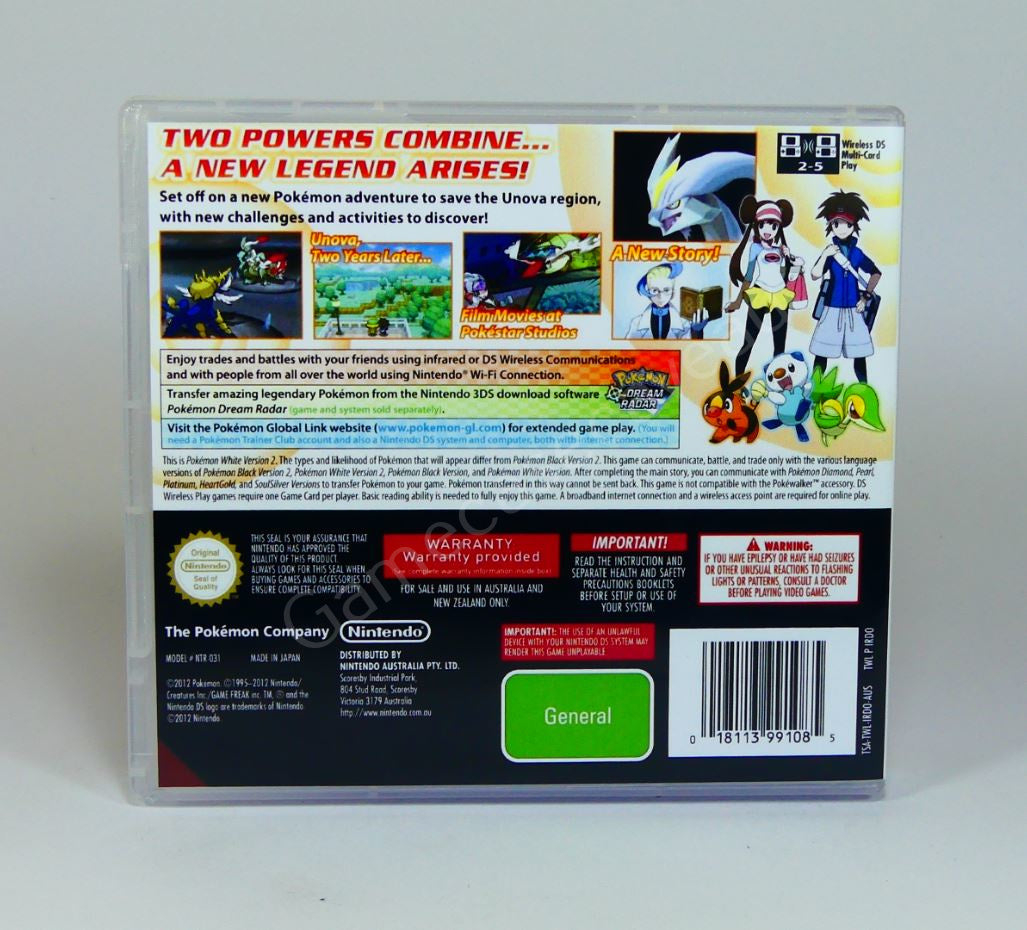 TWO POWERS COMBINE...
A NEW LEGEND ARISES!
Set off on a new Pokémon adventure to save the Unova region,
with new challenges and activities to discover!
Wireless DS
Multi-Card
Play
2-5
Unova,
Two Years Later...
Film Movies at
Pokéstar Studios
A New Story!
Enjoy trades and battles with your friends using infrared or DS Wireless Communications
and with people from all over the world using Nintendo® Wi-Fi Connection.
Transfer amazing legendary Pokémon from the Nintendo 3DS download software
Pokémon Dream Radar (game and system sold separately).
POKéMON
DREAM
RADAR
Visit the Pokémon Global Link website (www.pokemon-gl.com) for extended game play. (You will
need a Pokémon Trainer Club account and also a Nintendo DS system and computer, both with internet connection.)
This is Pokémon White Version 2. The types and likelihood of Pokémon that will appear differ from Pokémon Black Version 2. This game can communicate, battle, and trade only with the various language
versions of Pokémon Black Version 2, Pokémon White Version 2, Pokémon Black Version, and Pokémon White Version. After completing the main story, you can communicate with Pokémon Diamond, Pearl,
Platinum, HeartGold, and SoulSilver Versions to transfer Pokémon to your game. Pokémon transferred in this way cannot be sent back. This game is not compatible with the Pokéwalker™ accessory. DS
Wireless Play games require one Game Card per player. Basic reading ability is needed to fully enjoy this game. A broadband internet connection and a wireless access point are required for online play.
Original
Nintendo
Seal of
Quality
THIS SEAL IS YOUR ASSURANCE THAT
NINTENDO HAS APPROVED THE
QUALITY OF THIS PRODUCT.
ALWAYS LOOK FOR THIS SEAL WHEN
BUYING GAMES AND ACCESSORIES TO
ENSURE COMPLETE COMPATIBILITY.
WARRANTY
Warranty provided
(see complete warranty information inside box)
FOR SALE AND USE IN AUSTRALIA AND
NEW ZEALAND ONLY.
IMPORTANT!
READ THE INSTRUCTION AND
SEPARATE HEALTH AND SAFETY
PRECAUTIONS BOOKLETS
BEFORE SETUP OR USE OF
YOUR SYSTEM.
WARNING:
IF YOU HAVE EPILEPSY OR HAVE HAD SEIZURES
OR OTHER UNUSUAL REACTIONS TO FLASHING
LIGHTS OR PATTERNS, CONSULT A DOCTOR
BEFORE PLAYING VIDEO GAMES.
The Pokémon Company
Nintendo
MODEL # NTR-031 MADE IN JAPAN
©2012 Pokémon. ©1995-2012 Nintendo/
Creatures Inc./GAME FREAK inc. TM, ® and the
Nintendo DS logo are trademarks of Nintendo.
©2012 Nintendo.
DISTRIBUTED BY
NINTENDO AUSTRALIA PTY. LTD.
Scoresby Industrial Park,
804 Stud Road, Scoresby
Victoria 3179 Australia
http://www.nintendo.com.au
IMPORTANT!: THE USE OF AN UNLAWFUL
DEVICE WITH YOUR NINTENDO DS SYSTEM MAY
RENDER THIS GAME UNPLAYABLE
General
0 18113 99108 5
TSA-TWL-IRDO-AUS TWL P IRDO